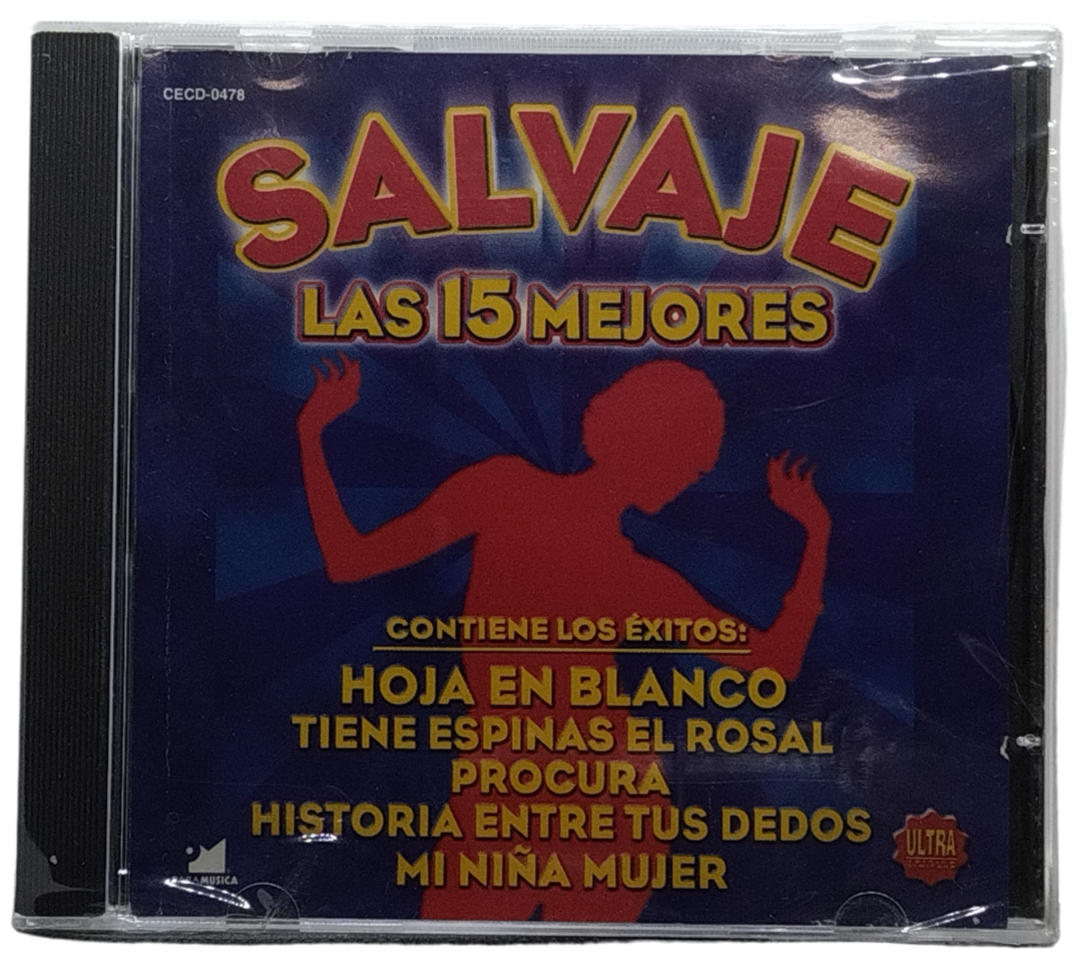 CECD-0478
SALVAJE
LAS 15 MEJORES
CONTIENE LOS ÉXITOS:
HOJA EN BLANCO
TIENE ESPINAS EL ROSAL
PROCURA
HISTORIA ENTRE TUS DEDOS
MI NIÑA MUJER
ULTRA
MUSICA